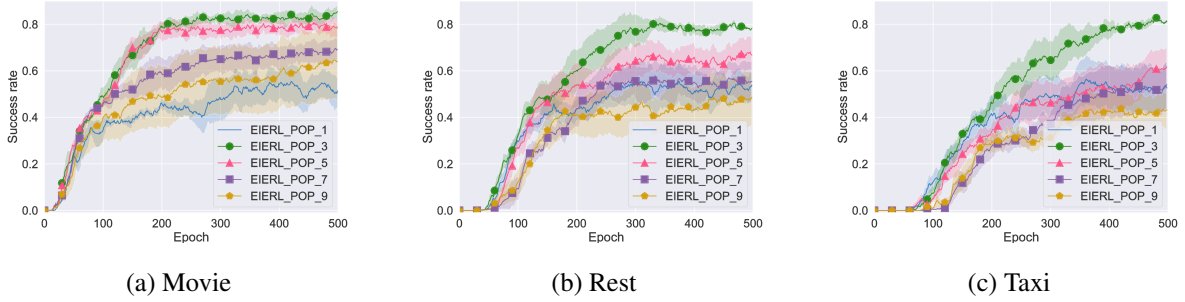 Success rate
0.8
0.6
0.4
0.2
0.0
EIERL_POP_1
EIERL_POP_3
EIERL_POP_5
EIERL_POP_7
EIERL_POP_9
0 100 200 300 400 500
Epoch
(a) Movie
Success rate
0.8
0.6
0.4
0.2
0.0
EIERL_POP_1
EIERL_POP_3
EIERL_POP_5
EIERL_POP_7
EIERL_POP_9
0 100 200 300 400 500
Epoch
(b) Rest
Success rate
0.8
0.6
0.4
0.2
0.0
EIERL_POP_1
EIERL_POP_3
EIERL_POP_5
EIERL_POP_7
EIERL_POP_9
0 100 200 300 400 500
Epoch
(c) Taxi